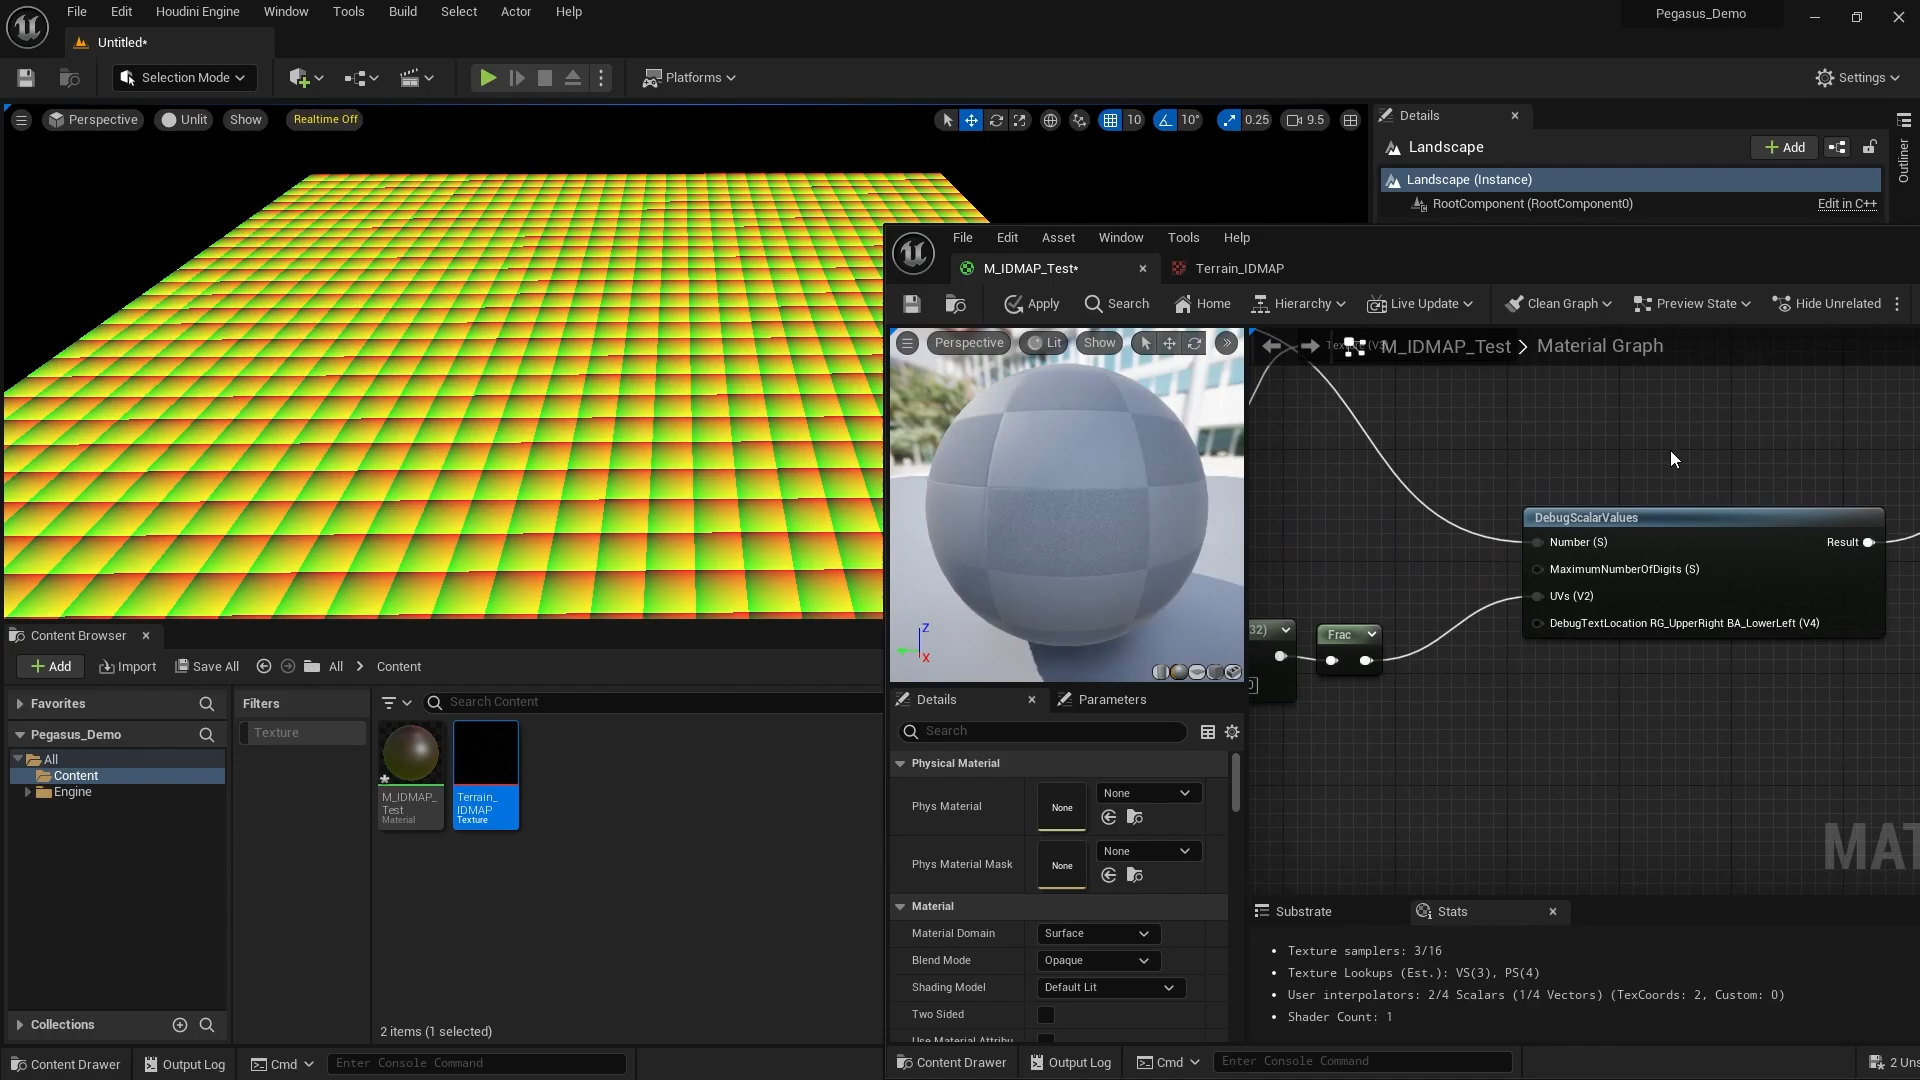 File Edit Houdini Engine Window Tools Build Select Actor Help
Pegasus_Demo
Untitled*
Selection Mode
Platforms
Settings
Perspective Unlit Show Realtime Off
10 10° 0.25 9.5
Details
Landscape
Add
Landscape (Instance)
RootComponent (RootComponent0) Edit in C++
Outliner
File Edit Asset Window Tools Help
M_IDMAP_Test*
Terrain_IDMAP
Apply Search Home Hierarchy Live Update Clean Graph Preview State Hide Unrelated
Perspective Lit Show
M_IDMAP_Test > Material Graph
DebugScalarValues
Number (S) Result
MaximumNumberOfDigits (S)
UVs (V2)
DebugTextLocation RG_UpperRight BA_LowerLeft (V4)
32)
Frac
Z
X
MAT
Content Browser
Add Import Save All All > Content
Favorites
Pegasus_Demo
All
Content
Engine
Collections
Filters
Texture
Search Content
M_IDMAP_
Test
Material
Terrain_
IDMAP
Texture
2 items (1 selected)
Details Parameters
Search
Physical Material
Phys Material None None
Phys Material Mask None None
Material
Material Domain Surface
Blend Mode Opaque
Shading Model Default Lit
Two Sided
Use Material Attribu
Substrate Stats
Texture samplers: 3/16
Texture Lookups (Est.): VS(3), PS(4)
User interpolators: 2/4 Scalars (1/4 Vectors) (TexCoords: 2, Custom: 0)
Shader Count: 1
Content Drawer Output Log Cmd Enter Console Command
Content Drawer Output Log Cmd Enter Console Command
2 Uns